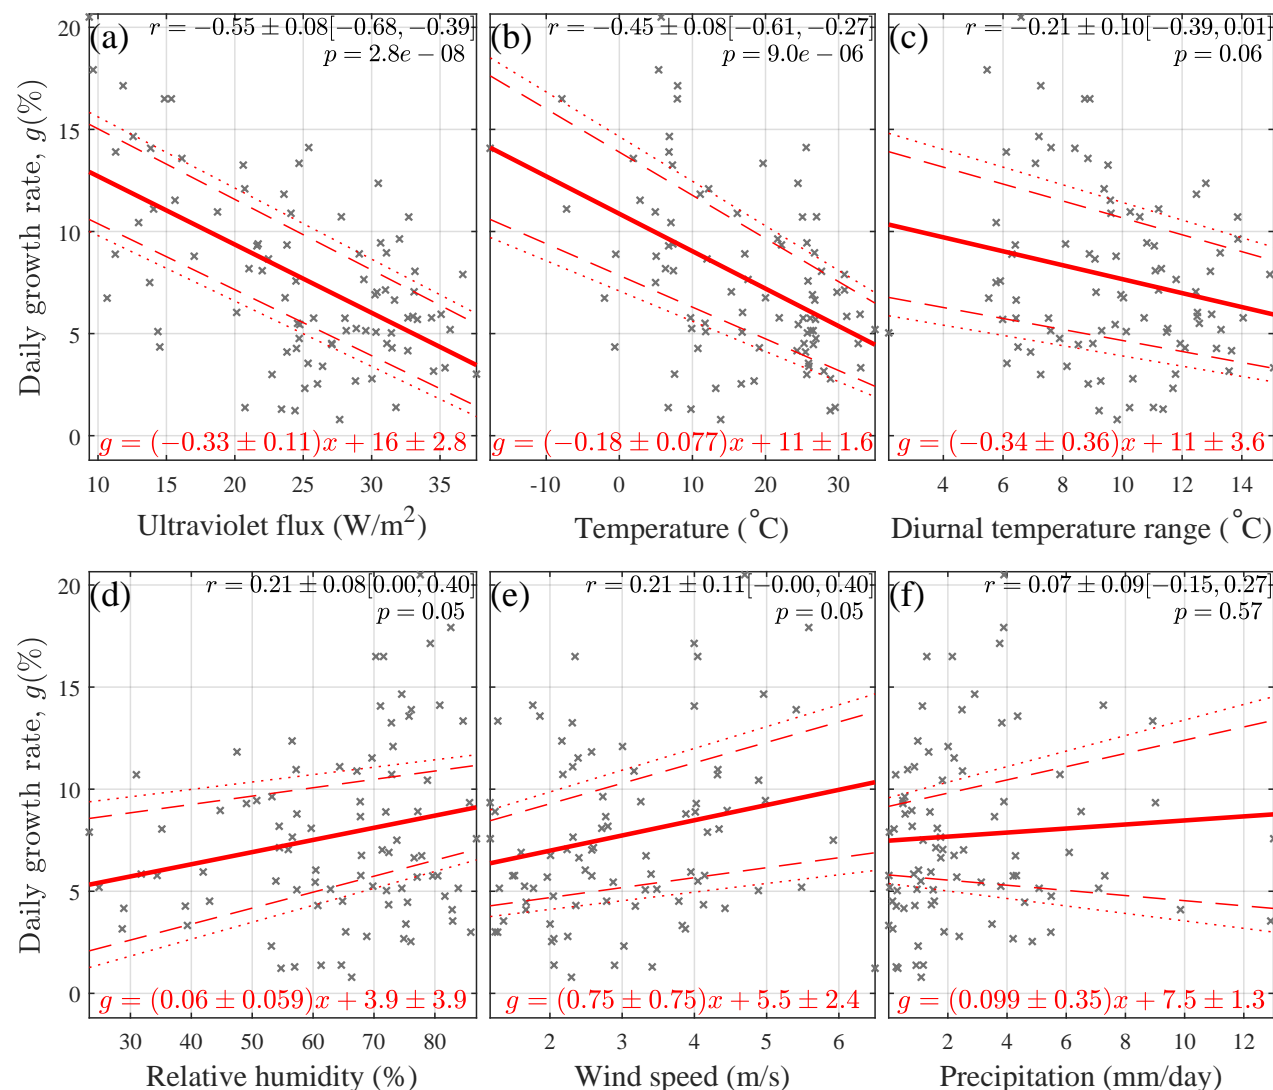 (a)
r = −0.55 ± 0.08[−0.68, −0.39]
p = 2.8e − 08
(b)
r = −0.45 ± 0.08[−0.61, −0.27]
p = 9.0e − 06
(c)
r = −0.21 ± 0.10[−0.39, 0.01]
p = 0.06
20
15
10
5
0
Daily growth rate, g(%)
g = (−0.33 ± 0.11)x + 16 ± 2.8
g = (−0.18 ± 0.077)x + 11 ± 1.6
g = (−0.34 ± 0.36)x + 11 ± 3.6
10 15 20 25 30 35
-10 0 10 20 30
4 6 8 10 12 14
Ultraviolet flux (W/m²)
Temperature (°C)
Diurnal temperature range (°C)
(d)
r = 0.21 ± 0.08[0.00, 0.40]
p = 0.05
(e)
r = 0.21 ± 0.11[−0.00, 0.40]
p = 0.05
(f)
r = 0.07 ± 0.09[−0.15, 0.27]
p = 0.57
20
15
10
5
0
Daily growth rate, g(%)
g = (0.06 ± 0.059)x + 3.9 ± 3.9
g = (0.75 ± 0.75)x + 5.5 ± 2.4
g = (0.099 ± 0.35)x + 7.5 ± 1.3
30 40 50 60 70 80
2 3 4 5 6
2 4 6 8 10 12
Relative humidity (%)
Wind speed (m/s)
Precipitation (mm/day)